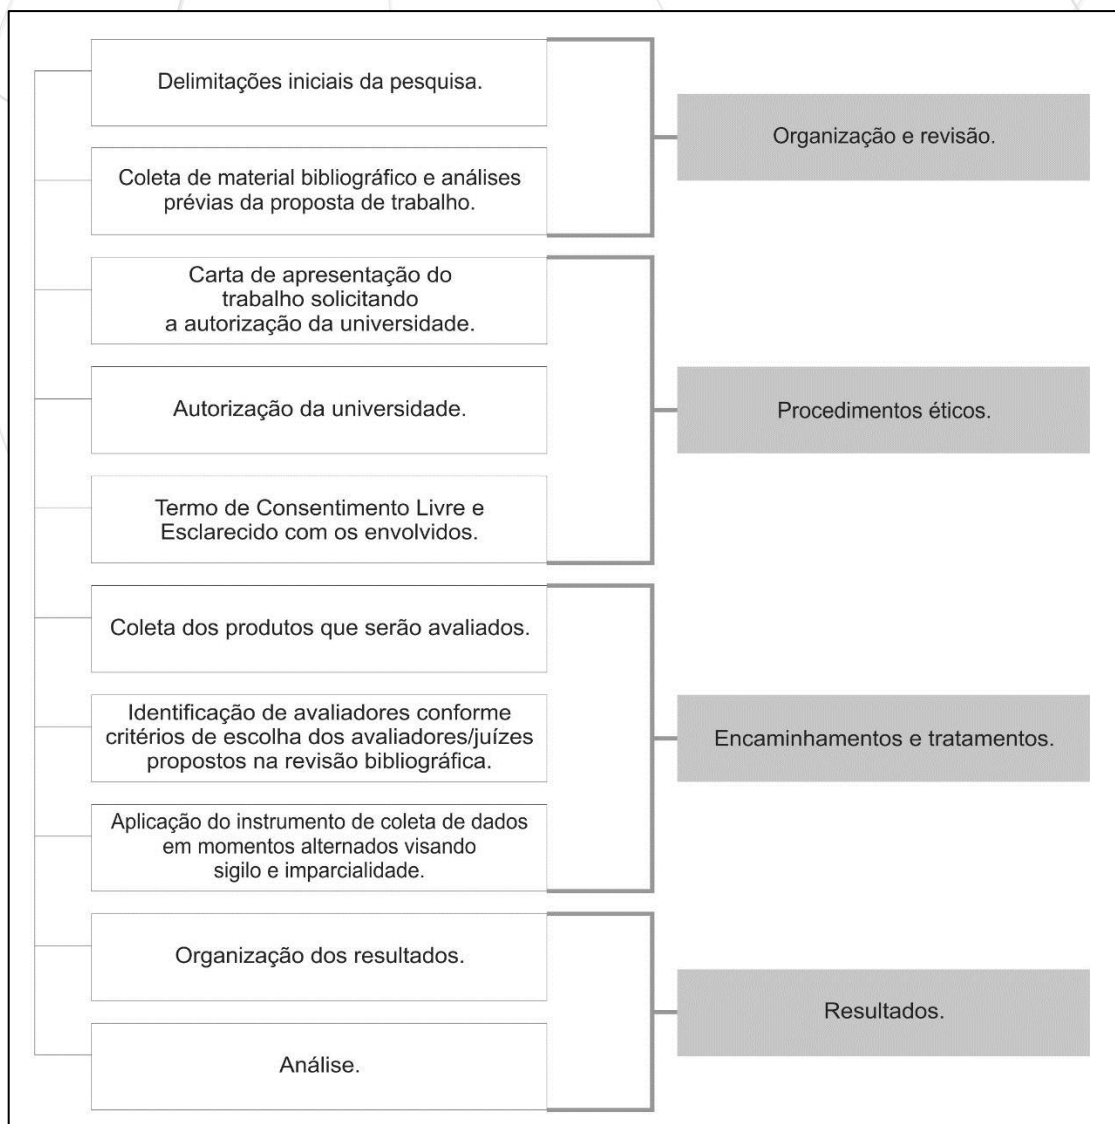 Delimitações iniciais da pesquisa.
Coleta de material bibliográfico e análises
prévias da proposta de trabalho.
Organização e revisão.
Carta de apresentação do
trabalho solicitando
a autorização da universidade.
Autorização da universidade.
Termo de Consentimento Livre e
Esclarecido com os envolvidos.
Procedimentos éticos.
Coleta dos produtos que serão avaliados.
Identificação de avaliadores conforme
critérios de escolha dos avaliadores/juízes
propostos na revisão bibliográfica.
Aplicação do instrumento de coleta de dados
em momentos alternados visando
sigilo e imparcialidade.
Encaminhamentos e tratamentos.
Organização dos resultados.
Análise.
Resultados.